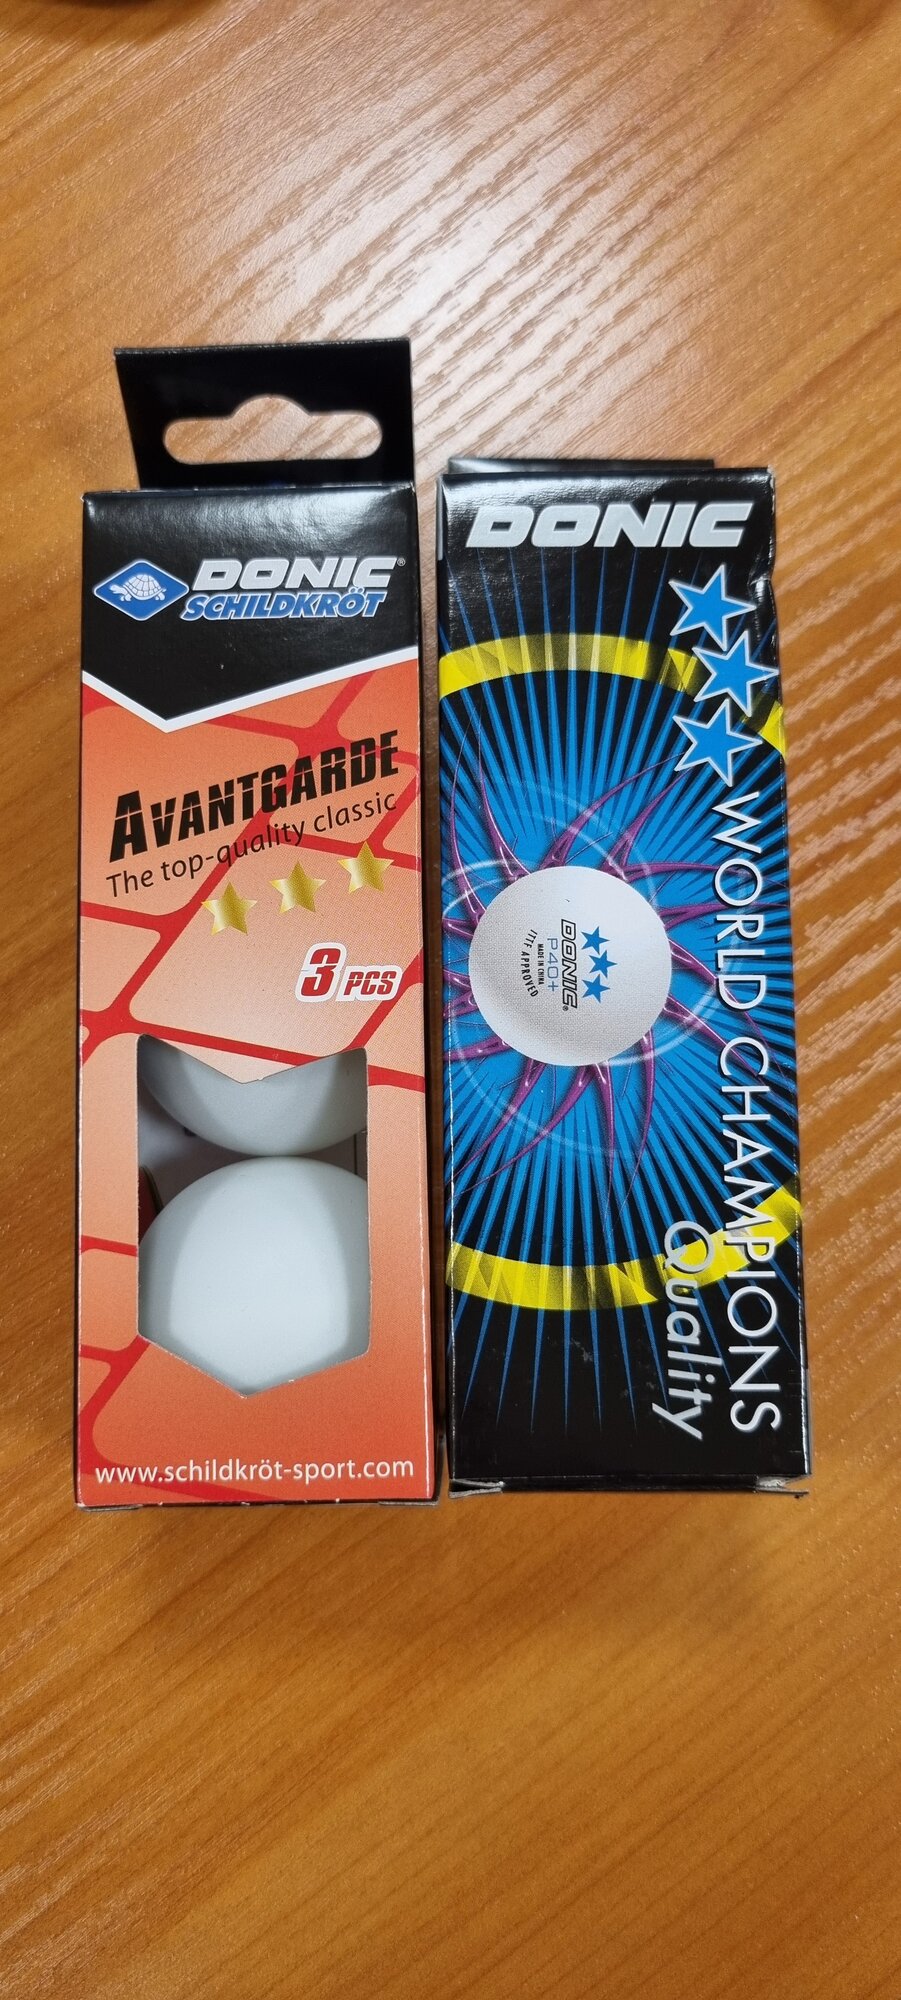 DONIC®
SCHILDKRÖT
AVANTGARDE
The top-quality classic
3 PCS
www.schildkröt-sport.com
DONIC
WORLD CHAMPIONS
Quality
DONIC®
P40+
MADE IN CHINA
ITTF APPROVED